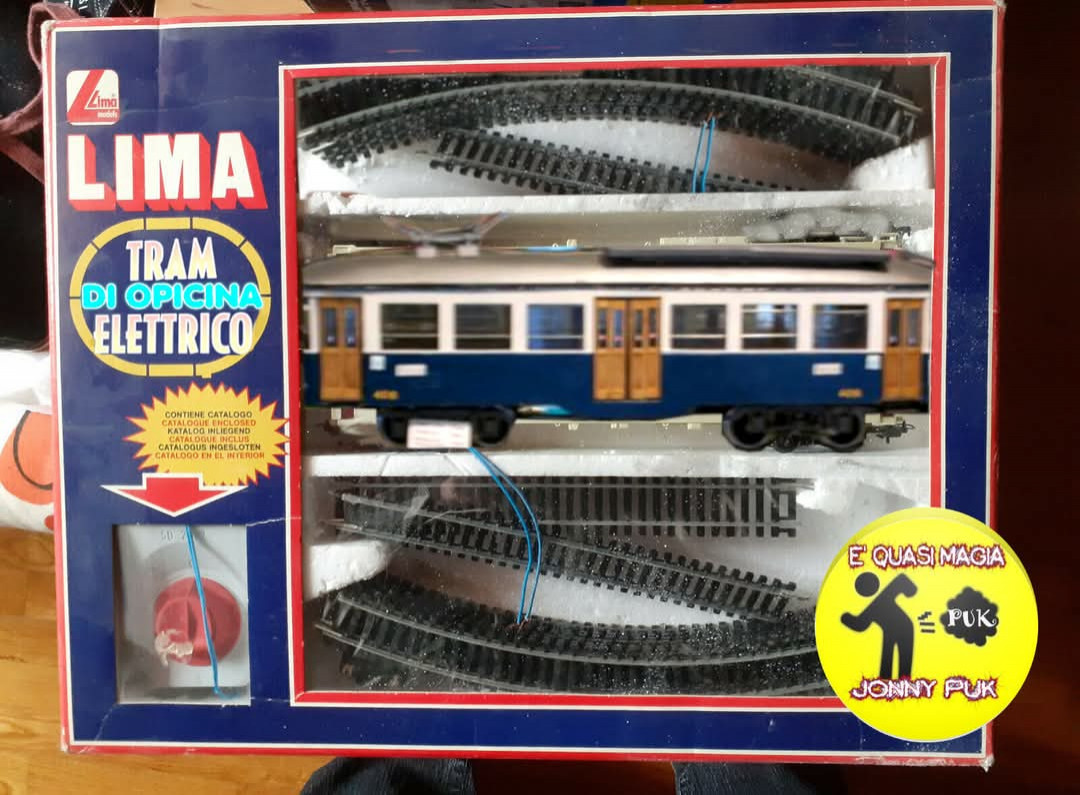 Lima
models
LIMA
TRAM
DI OPICINA
ELETTRICO
CONTIENE CATALOGO
CATALOGUE ENCLOSED
KATALOG INLIEGEND
CATALOGUE INCLUS
CATALOGUS INGESLOTEN
CATALOGO EN EL INTERIOR
E' QUASI MAGIA
PUK
JONNY PUK